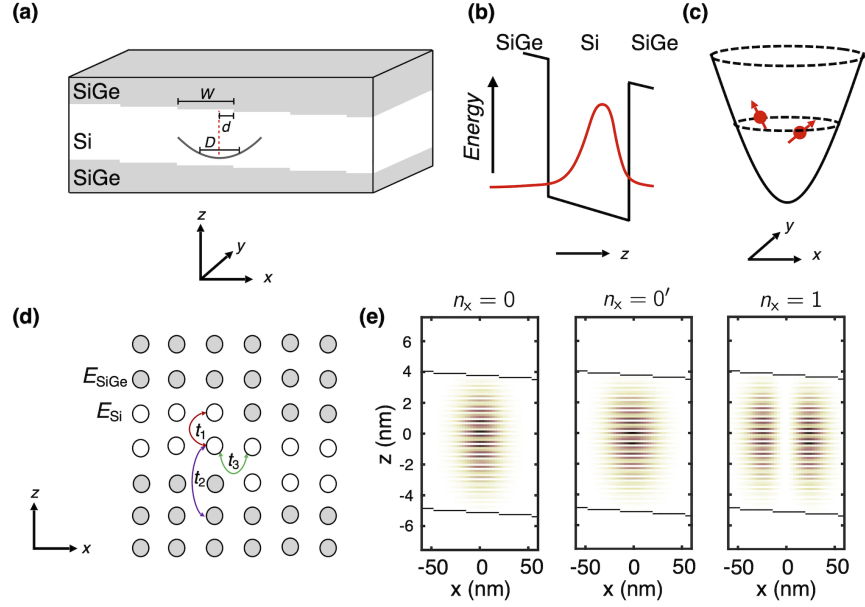 (a)
SiGe
W
d
Si
D
SiGe
z
y
x
(b)
SiGe Si SiGe
Energy
z
(c)
y
x
(d)
E_SiGe
E_Si
t_1
t_2
t_3
z
x
(e)
n_x = 0 n_x = 0′ n_x = 1
z (nm)
6
4
2
0
-2
-4
-6
-50 0 50 -50 0 50 -50 0 50
x (nm) x (nm) x (nm)